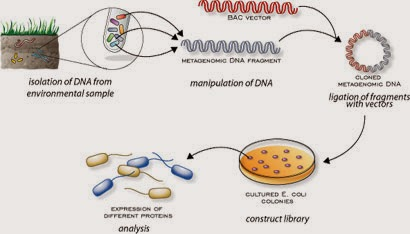 BAC VECTOR
METAGENOMIC DNA FRAGMENT
CLONED
METAGENOMIC DNA
isolation of DNA from
environmental sample
manipulation of DNA
ligation of fragments
with vectors
EXPRESSION OF
DIFFERENT PROTEINS
analysis
CULTURED E. COLI
COLONIES
construct library